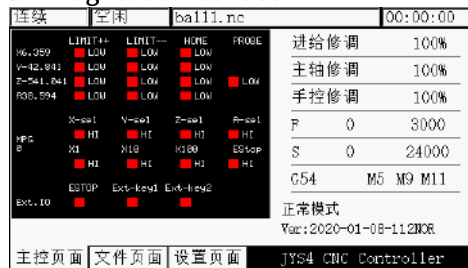 连续 空闲 ball1.nc 00:00:00
LIMIT++ LIMIT-- HOME PROBE
X6.359 LOW LOW LOW
Y-42.841 LOW LOW LOW
Z-541.041 LOW LOW LOW LOW
A38.594 LOW LOW LOW
X-sel Y-sel Z-sel A-sel
MPG HI HI HI HI
0 X1 X10 X100 EStop
HI HI HI HI
ESTOP Ext-key1 Ext-key2
Ext.IO
进给修调 100%
主轴修调 100%
手控修调 100%
F 0 3000
S 0 24000
G54 M5 M9 M11
正常模式
Ver:2020-01-08-112NOR
主控页面 文件页面 设置页面 JYS4 CNC Controller